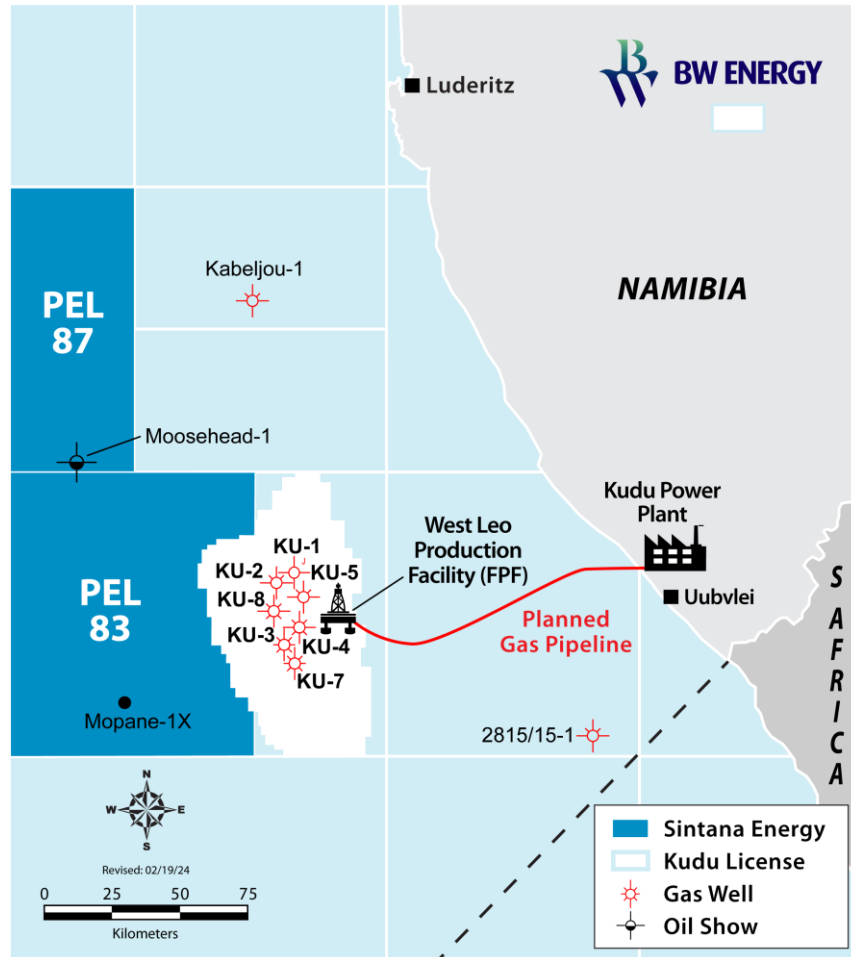 BW ENERGY
Luderitz
NAMIBIA
Kabeljou-1
PEL
87
Moosehead-1
Kudu Power
Plant
West Leo
Production
Facility (FPF)
KU-1
KU-2
KU-5
KU-8
KU-3
KU-4
KU-7
Uubvlei
Planned
Gas Pipeline
PEL
83
Mopane-1X
2815/15-1
S AFRICA
N
W
E
S
Revised: 02/19/24
0 25 50 75
Kilometers
Sintana Energy
Kudu License
Gas Well
Oil Show